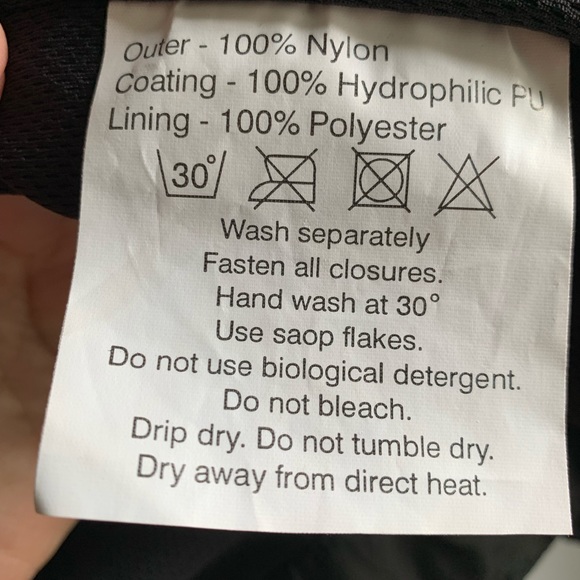 Outer - 100% Nylon
Coating - 100% Hydrophilic PU
Lining - 100% Polyester
30°
Wash separately
Fasten all closures.
Hand wash at 30°
Use saop flakes.
Do not use biological detergent.
Do not bleach.
Drip dry. Do not tumble dry.
Dry away from direct heat.